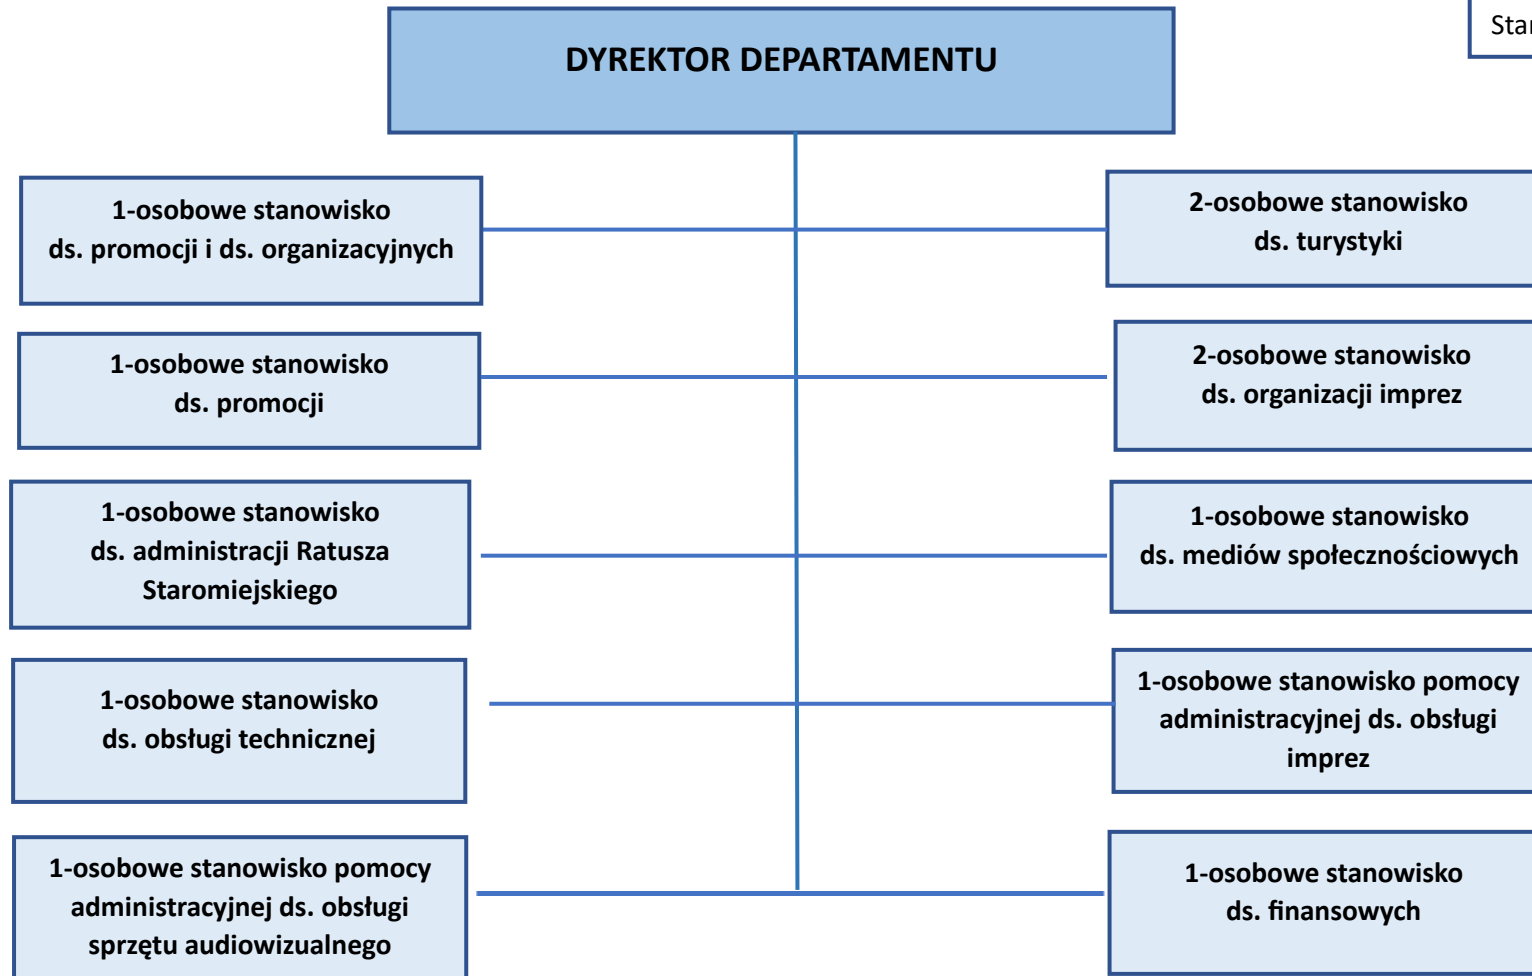 DYREKTOR DEPARTAMENTU
1-osobowe stanowisko
ds. promocji i ds. organizacyjnych
2-osobowe stanowisko
ds. turystyki
1-osobowe stanowisko
ds. promocji
2-osobowe stanowisko
ds. organizacji imprez
1-osobowe stanowisko
ds. administracji Ratusza
Staromiejskiego
1-osobowe stanowisko
ds. mediów społecznościowych
1-osobowe stanowisko
ds. obsługi technicznej
1-osobowe stanowisko pomocy
administracyjnej ds. obsługi
imprez
1-osobowe stanowisko pomocy
administracyjnej ds. obsługi
sprzętu audiowizualnego
1-osobowe stanowisko
ds. finansowych